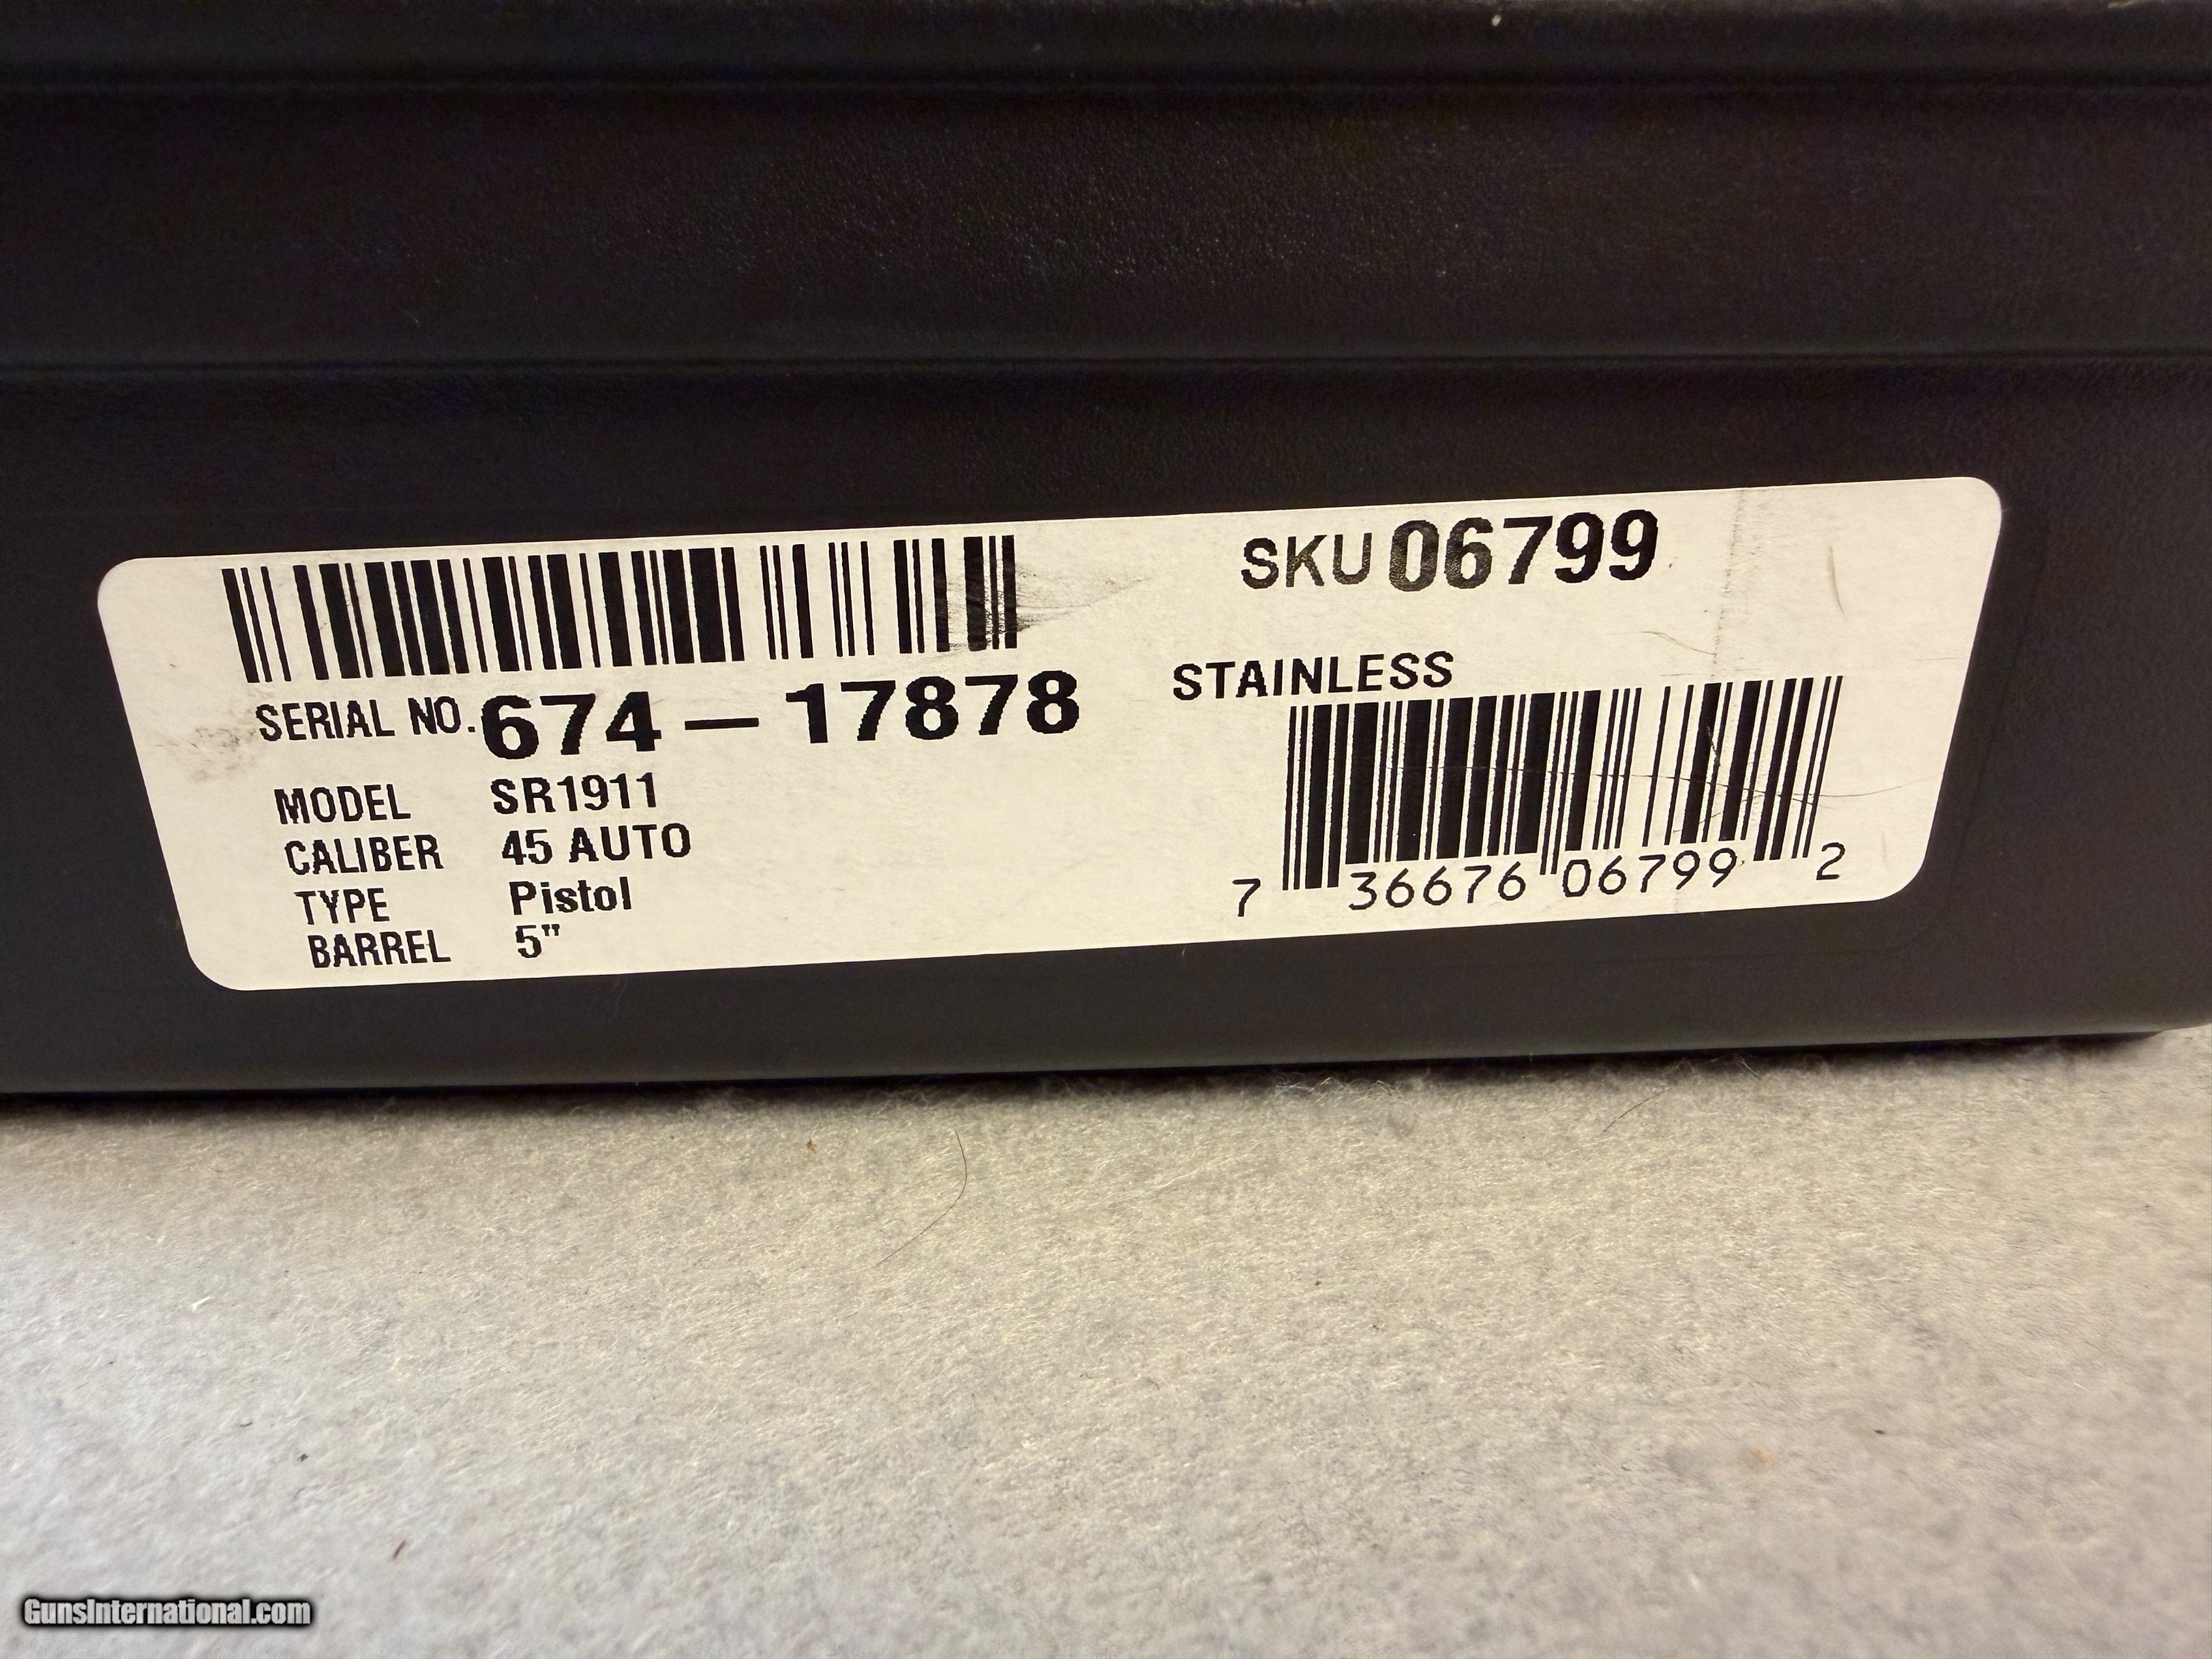 SKU 06799
SERIAL NO. 674-17878
STAINLESS
MODEL SR1911
CALIBER 45 AUTO
TYPE Pistol
BARREL 5"
7 36676 06799 2
GunsInternational.com